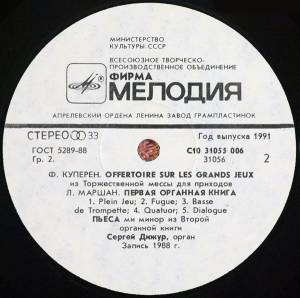 МИНИСТЕРСТВО
КУЛЬТУРЫ СССР
ВСЕСОЮЗНОЕ ТВОРЧЕСКО-
ПРОИЗВОДСТВЕННОЕ ОБЪЕДИНЕНИЕ
ФИРМА
МЕЛОДИЯ
АПРЕЛЕВСКИЙ ОРДЕНА ЛЕНИНА ЗАВОД ГРАМПЛАСТИНОК
СТЕРЕО 33
Год выпуска 1991
ГОСТ 5289-88
С10 31055 006
Гр. 2.
31056
2
Ф. КУПЕРЕН. OFFERTOIRE SUR LES GRANDS JEUX
из Торжественной мессы для приходов
Л. МАРШАН. ПЕРВАЯ ОРГАННАЯ КНИГА
1. Plein Jeu; 2. Fugue; 3. Basse
de Trompette; 4. Quatuor; 5. Dialogue
ПЬЕСА ми минор из Второй
органной книги
Сергей Дижур, орган
Запись 1988 г.